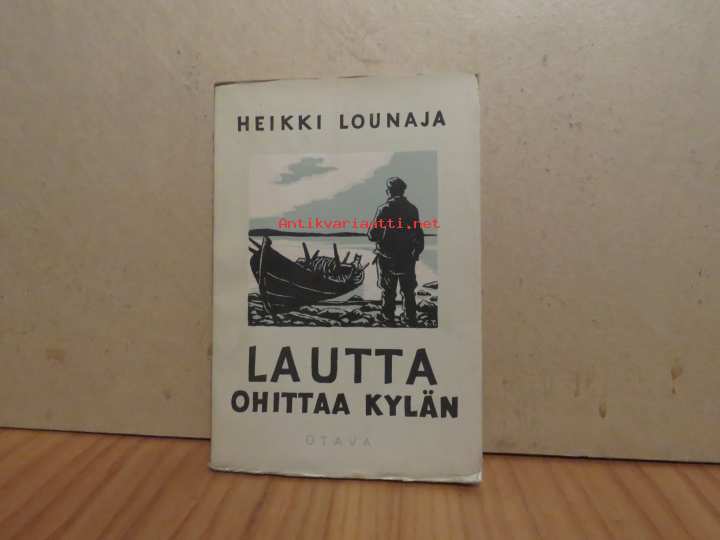 HEIKKI LOUNAJA
Antikvariaatti.net
LAUTTA
OHITTAA KYLÄN
OTAVA